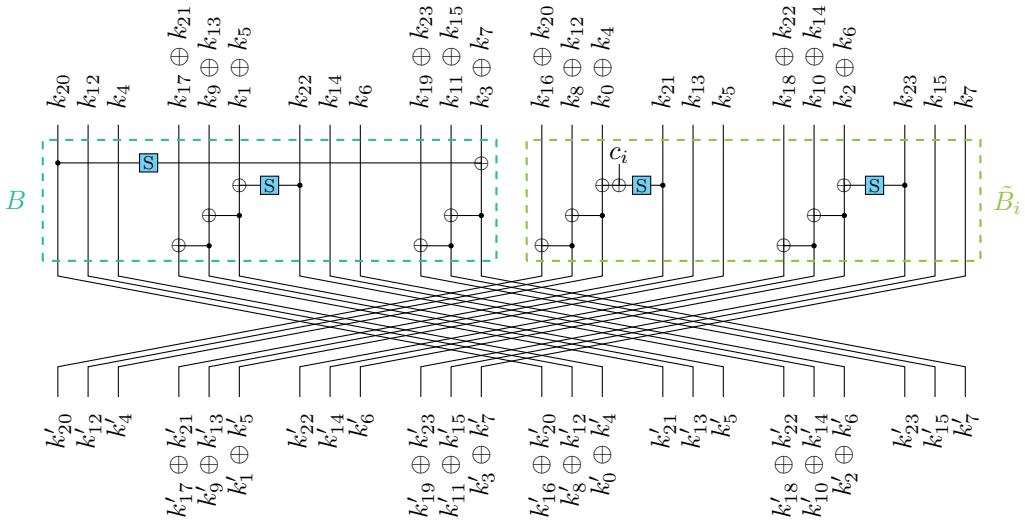 k₂₀ k₁₂ k₄ k₁₇ ⊕ k₂₁ k₉ ⊕ k₁₃ k₁ ⊕ k₅ k₂₂ k₁₄ k₆ k₁₉ ⊕ k₂₃ k₁₁ ⊕ k₁₅ k₃ ⊕ k₇ k₁₆ ⊕ k₂₀ k₈ ⊕ k₁₂ k₀ ⊕ k₄ k₂₁ k₁₃ k₅ k₁₈ ⊕ k₂₂ k₁₀ ⊕ k₁₄ k₂ ⊕ k₆ k₂₃ k₁₅ k₇
cᵢ
S
S S S
B B̃ᵢ
k′₂₀ k′₁₂ k′₄ k′₁₇ ⊕ k′₂₁ k′₉ ⊕ k′₁₃ k′₁ ⊕ k′₅ k′₂₂ k′₁₄ k′₆ k′₁₉ ⊕ k′₂₃ k′₁₁ ⊕ k′₁₅ k′₃ ⊕ k′₇ k′₁₆ ⊕ k′₂₀ k′₈ ⊕ k′₁₂ k′₀ ⊕ k′₄ k′₂₁ k′₁₃ k′₅ k′₁₈ ⊕ k′₂₂ k′₁₀ ⊕ k′₁₄ k′₂ ⊕ k′₆ k′₂₃ k′₁₅ k′₇